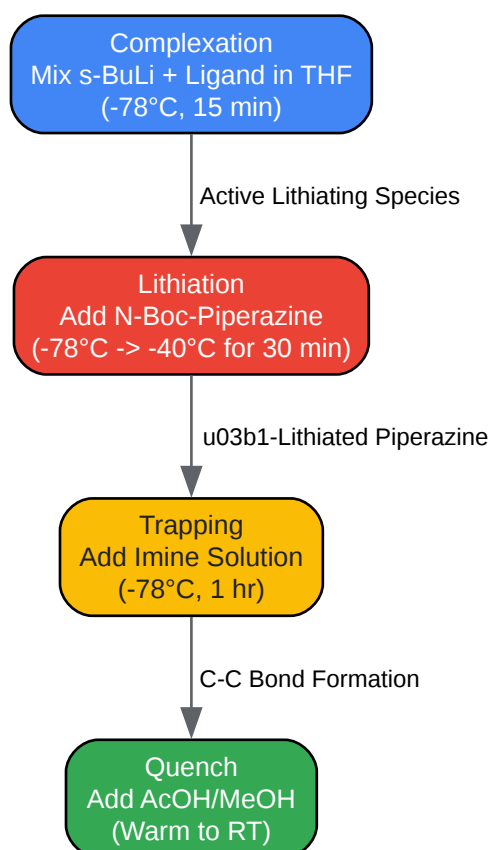 Complexation
Mix s-BuLi + Ligand in THF
(-78°C, 15 min)
Active Lithiating Species
Lithiation
Add N-Boc-Piperazine
(-78°C -> -40°C for 30 min)
u03b1-Lithiated Piperazine
Trapping
Add Imine Solution
(-78°C, 1 hr)
C-C Bond Formation
Quench
Add AcOH/MeOH
(Warm to RT)